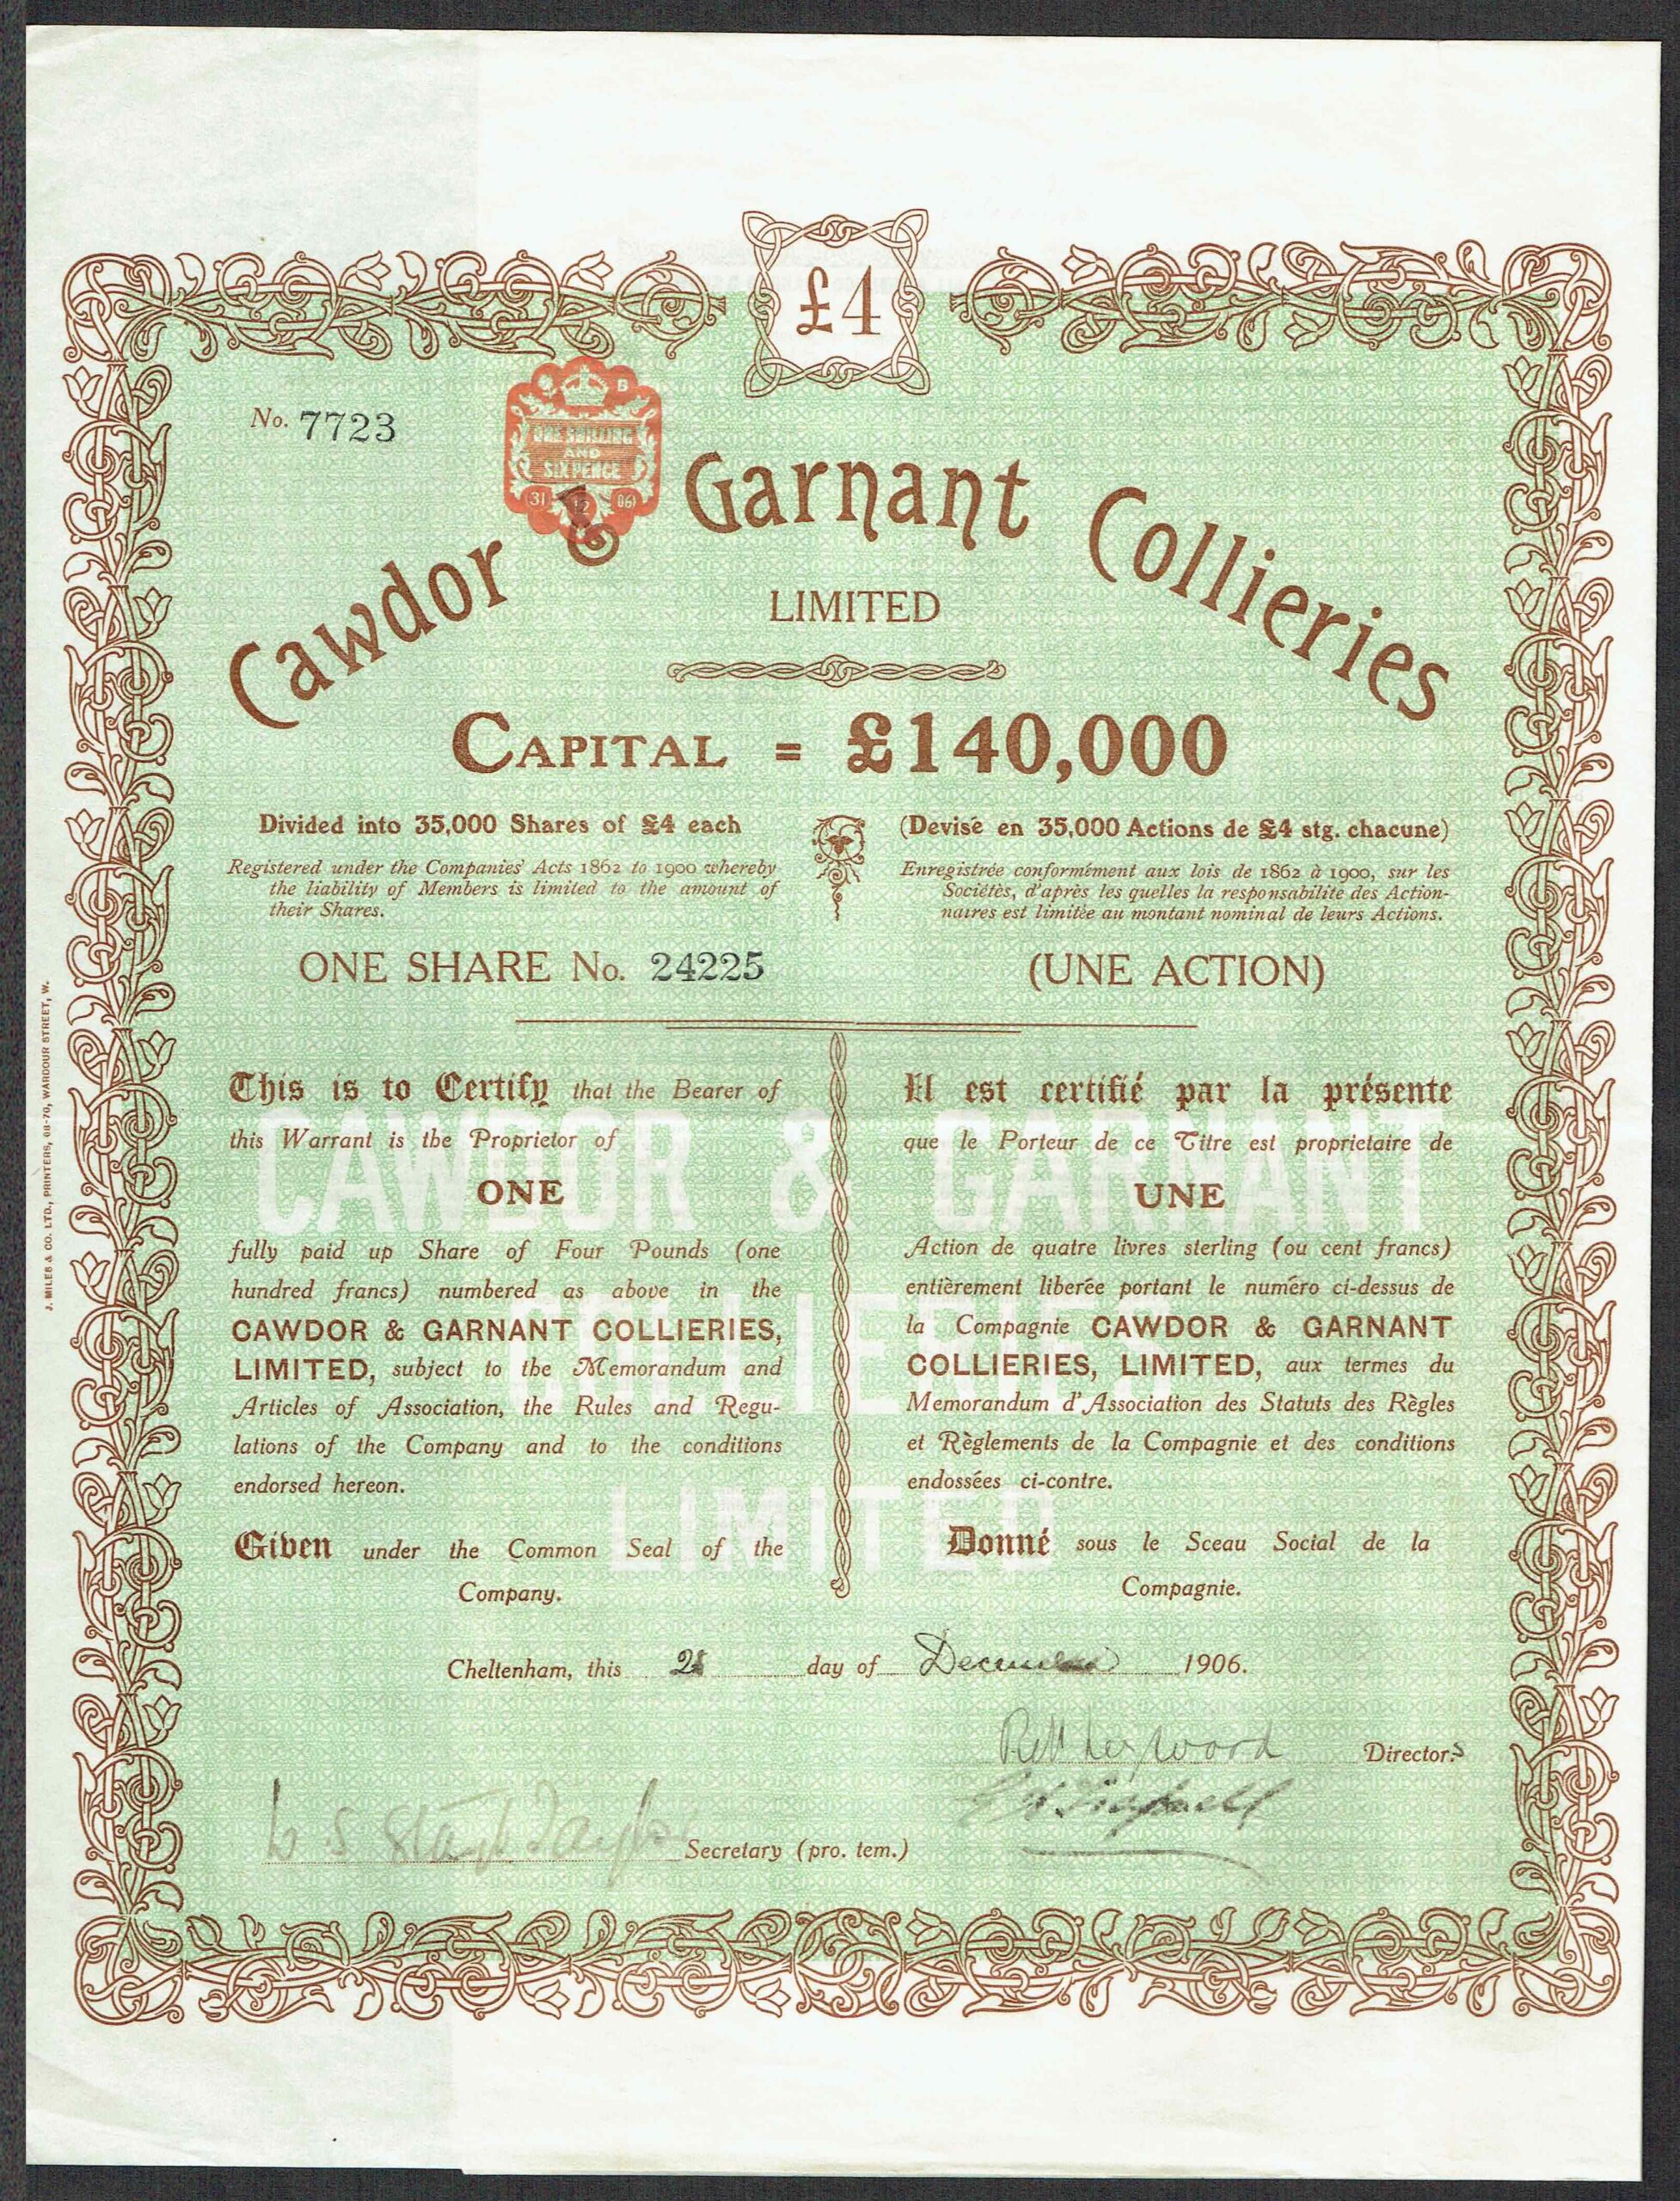 £4
No. 7723
B
ONE SHILLING
AND
SIXPENCE
31 12 06
Cawdor & Garnant Collieries
LIMITED
CAPITAL = £140,000
Divided into 35,000 Shares of £4 each
Registered under the Companies' Acts 1862 to 1900 whereby
the liability of Members is limited to the amount of
their Shares.
(Devisé en 35,000 Actions de £4 stg. chacune)
Enregistrée conformément aux lois de 1862 à 1900, sur les
Sociétés, d'après les quelles la responsabilite des Action-
naires est limitée au montant nominal de leurs Actions.
ONE SHARE No. 24225
(UNE ACTION)
This is to Certify that the Bearer of
this Warrant is the Proprietor of
ONE
fully paid up Share of Four Pounds (one
hundred francs) numbered as above in the
CAWDOR & GARNANT COLLIERIES,
LIMITED, subject to the Memorandum and
Articles of Association, the Rules and Regu-
lations of the Company and to the conditions
endorsed hereon.
Given under the Common Seal of the
Company.
Il est certifié par la présente
que le Porteur de ce Titre est proprietaire de
UNE
Action de quatre livres sterling (ou cent francs)
entièrement liberée portant le numéro ci-dessus de
la Compagnie CAWDOR & GARNANT
COLLIERIES, LIMITED, aux termes du
Memorandum d'Association des Statuts des Règles
et Règlements de la Compagnie et des conditions
endossées ci-contre.
Donné sous le Sceau Social de la
Compagnie.
CAWDOR & GARNANT
COLLIERIES
LIMITED
Cheltenham, this day of December 1906.
Directors
Secretary (pro. tem.)
J. MILES & CO. LTD., PRINTERS, 68-70, WARDOUR STREET, W.